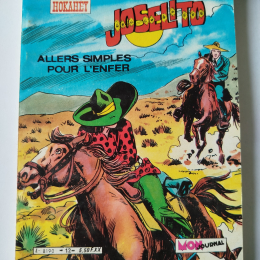 HOKAHEY
JOSELITO
ALLERS SIMPLES
POUR L'ENFER
MON
JOURNAL